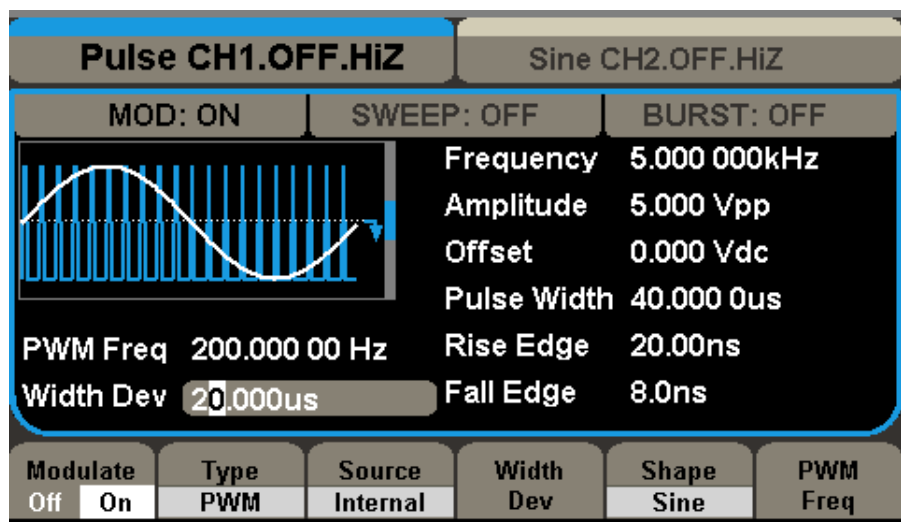 Pulse CH1.OFF.HiZ Sine CH2.OFF.HiZ
MOD: ON SWEEP: OFF BURST: OFF
Frequency 5.000 000kHz
Amplitude 5.000 Vpp
Offset 0.000 Vdc
Pulse Width 40.000 0us
PWM Freq 200.000 00 Hz Rise Edge 20.00ns
Width Dev 20.000us Fall Edge 8.0ns
Modulate Type Source Width Shape PWM
Off On PWM Internal Dev Sine Freq